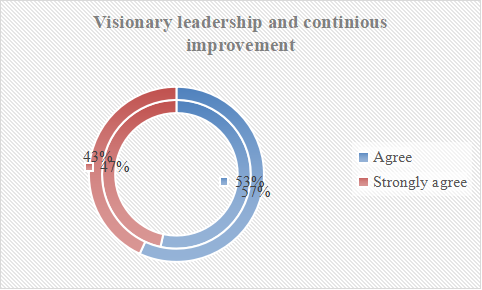 Visionary leadership and continious
improvement
43%
47%
53%
57%
Agree
Strongly agree